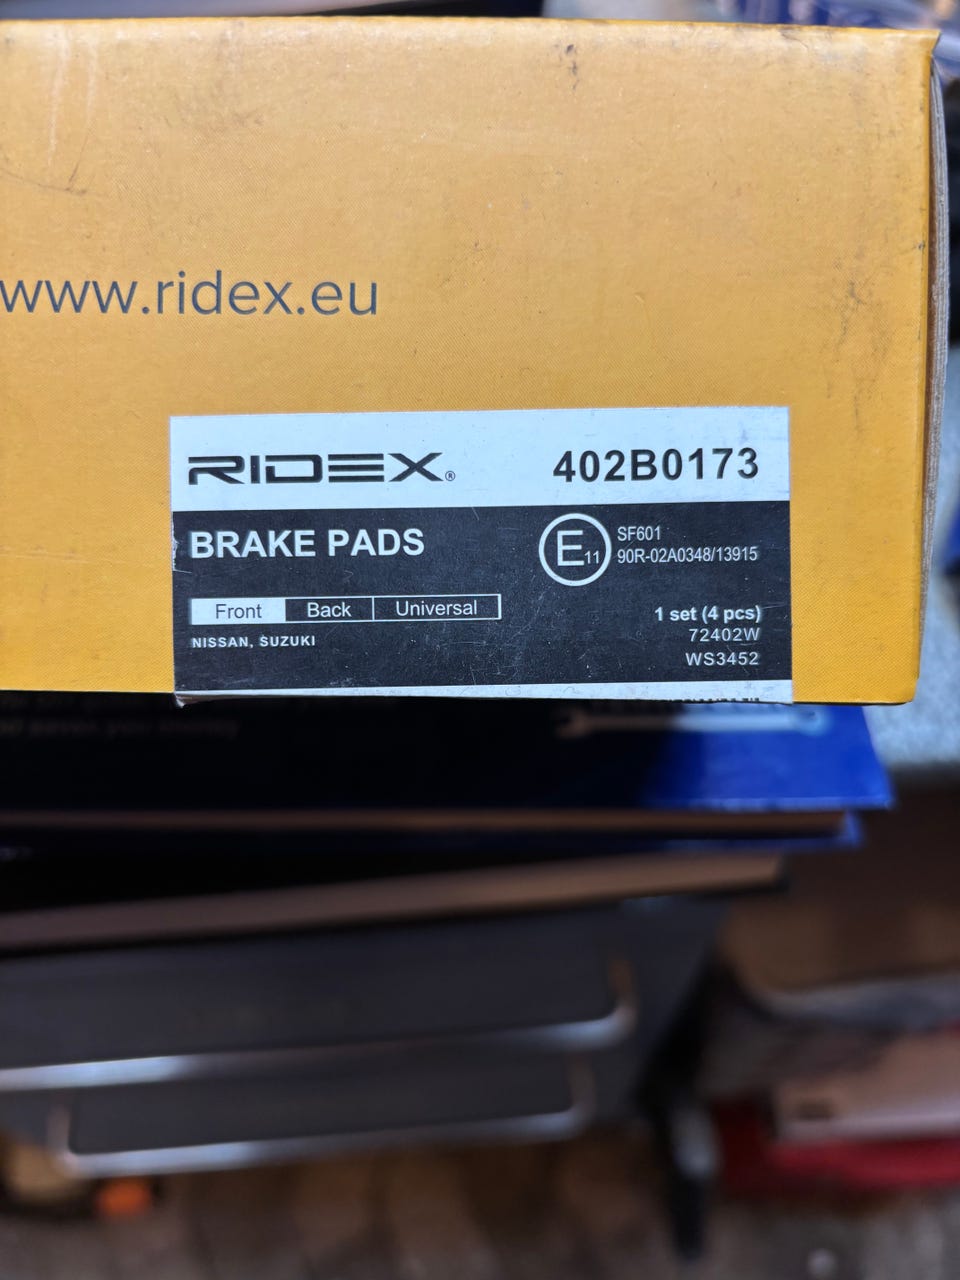 www.ridex.eu
RIDEX® 402B0173
BRAKE PADS
E11
SF601
90R-02A0348/13915
Front Back Universal
NISSAN, SUZUKI
1 set (4 pcs)
72402W
WS3452